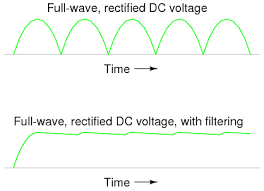 Full-wave, rectified DC voltage
Time
Full-wave, rectified DC voltage, with filtering
Time